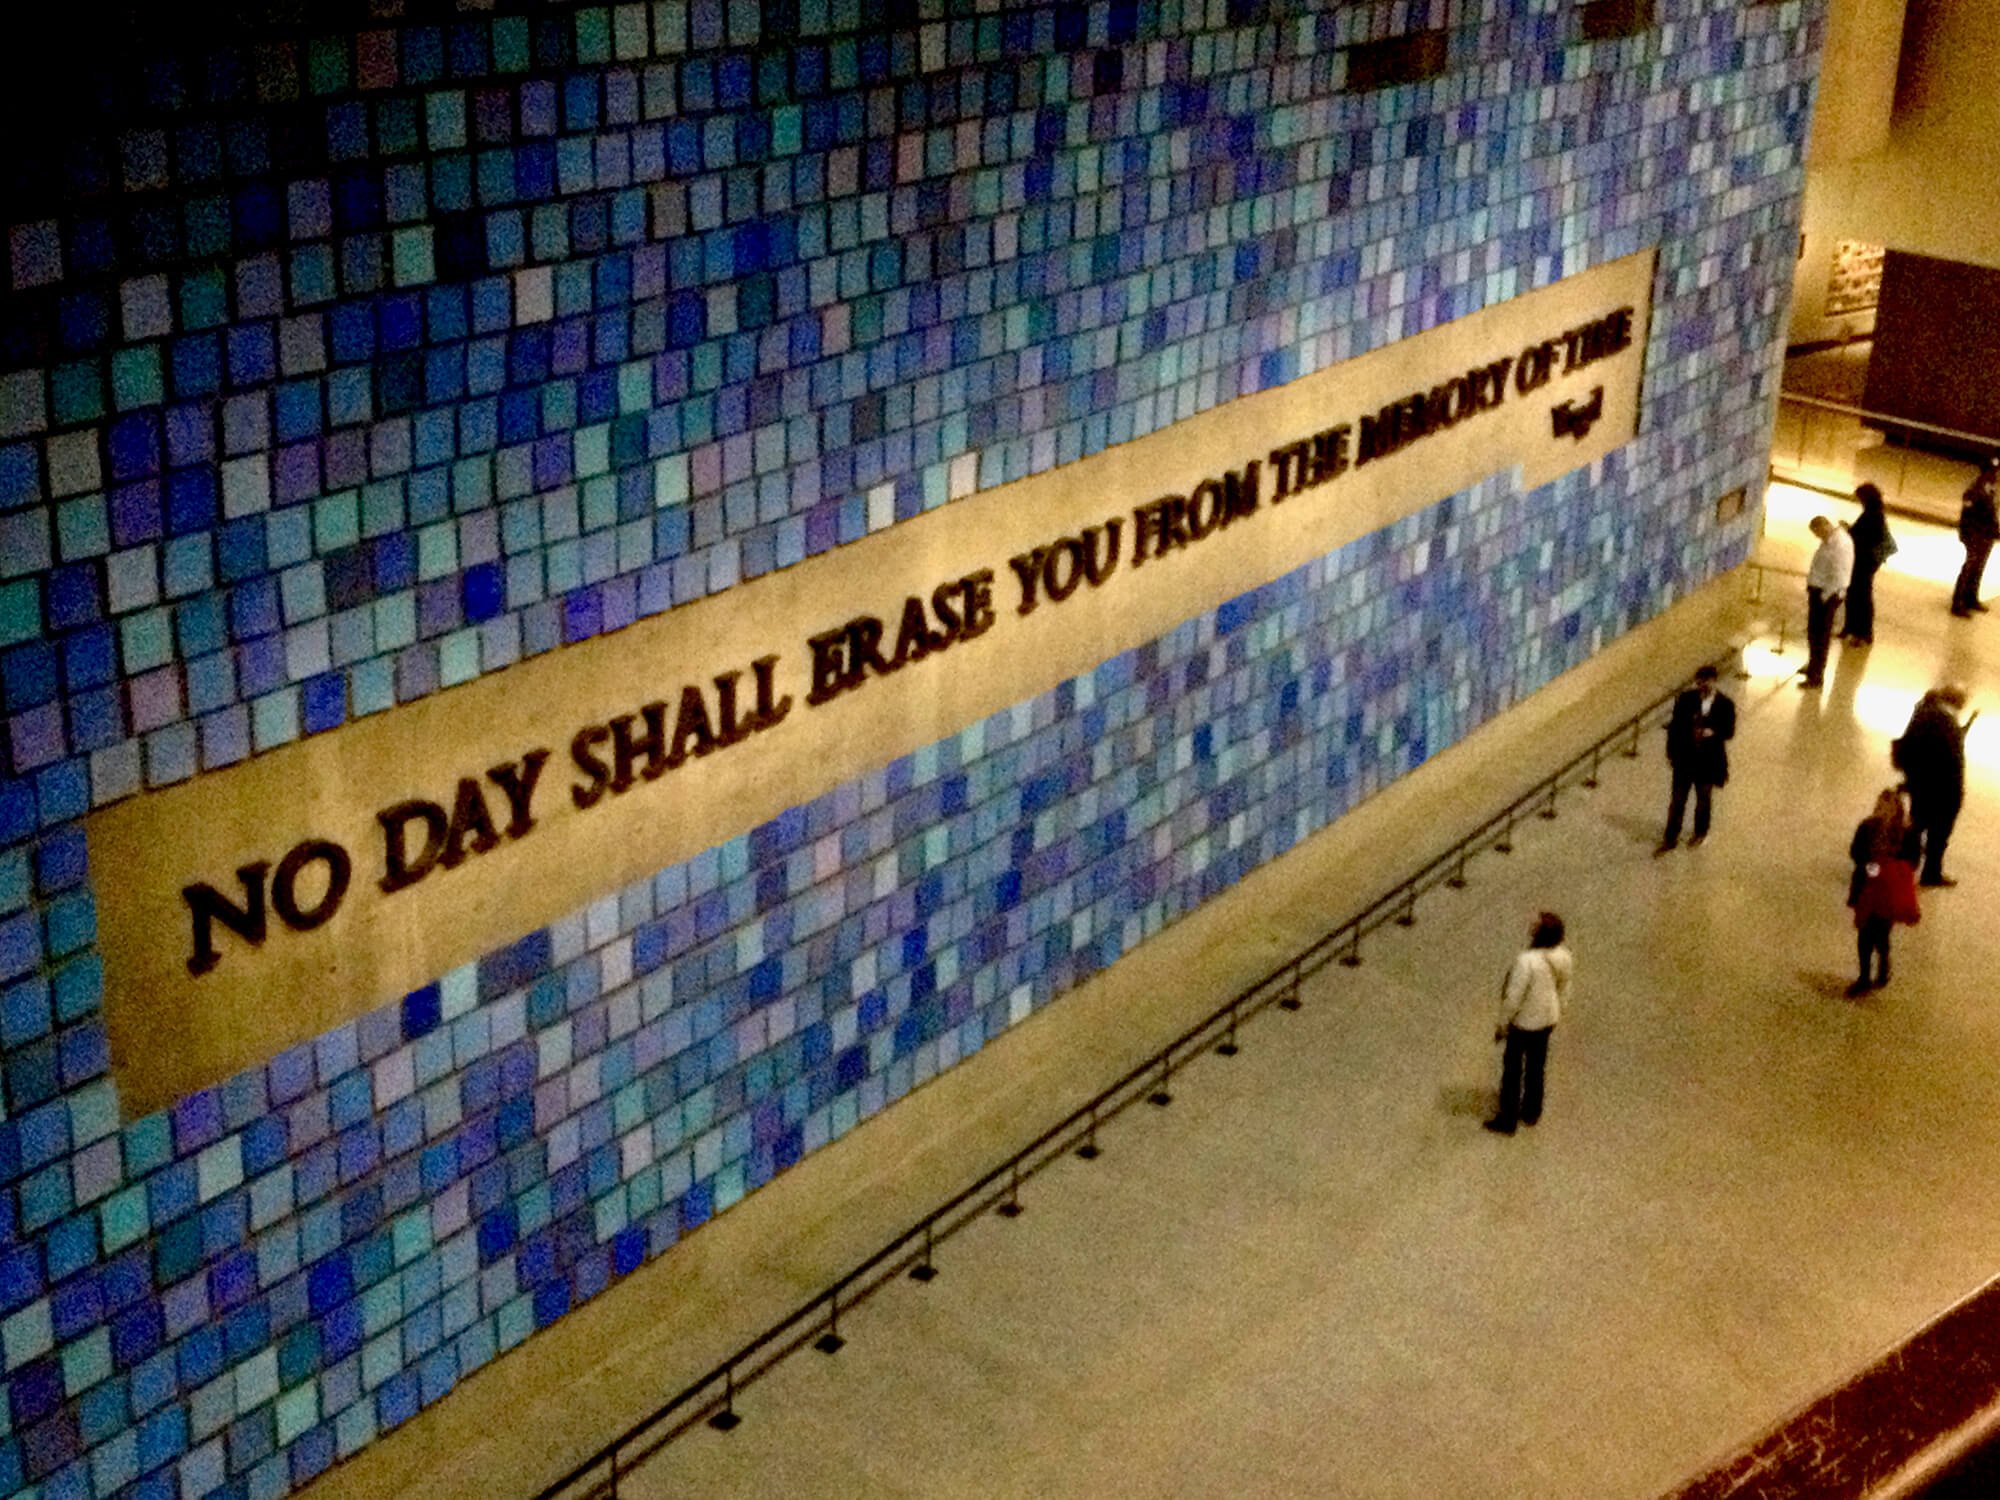 NO DAY SHALL ERASE YOU FROM THE MEMORY OF TIME
Virgil